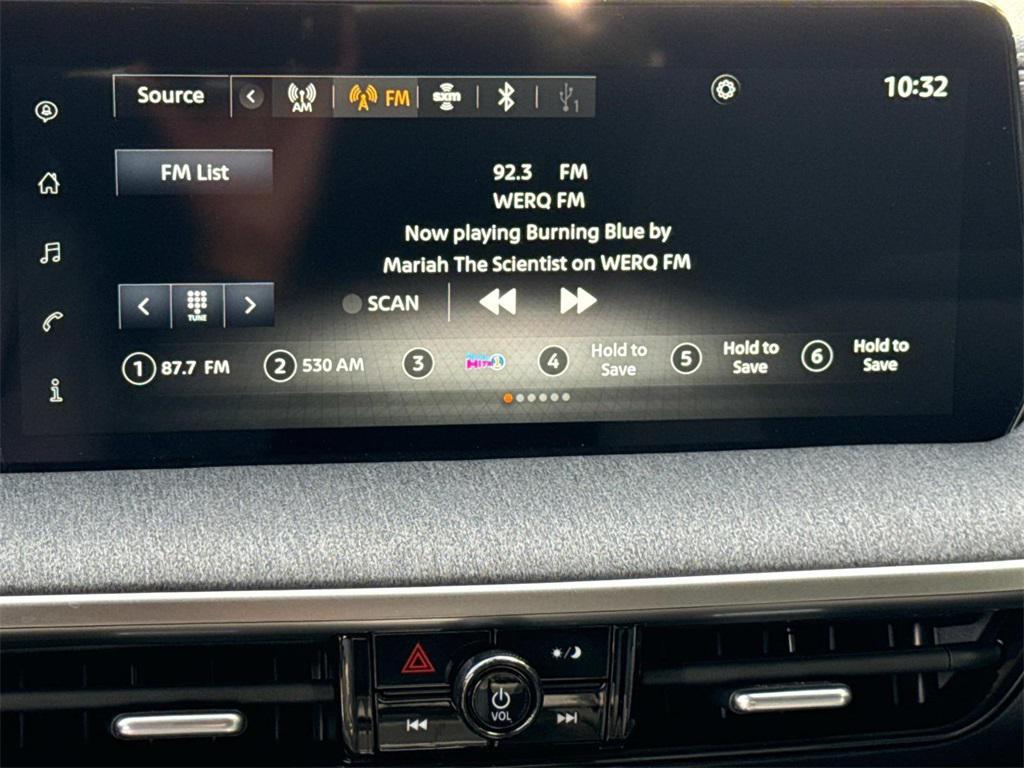 Source
AM
FM
sxm
1
10:32
FM List
92.3 FM
WERQ FM
Now playing Burning Blue by
Mariah The Scientist on WERQ FM
TUNE
SCAN
1 87.7 FM
2 530 AM
3
HITS 1
4 Hold to
Save
5 Hold to
Save
6 Hold to
Save
VOL